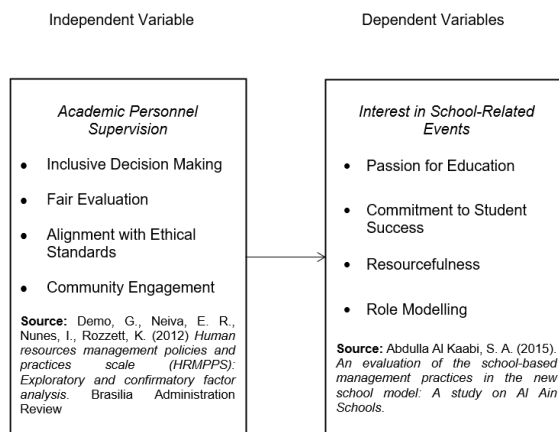 Independent Variable
Academic Personnel
Supervision
• Inclusive Decision Making
• Fair Evaluation
• Alignment with Ethical
Standards
• Community Engagement
Source: Demo, G., Neiva, E. R.,
Nunes, I., Rozzett, K. (2012) Human
resources management policies and
practices scale (HRMPPS):
Exploratory and confirmatory factor
analysis. Brasilia Administration
Review
Dependent Variables
Interest in School-Related
Events
• Passion for Education
• Commitment to Student
Success
• Resourcefulness
• Role Modelling
Source: Abdulla Al Kaabi, S. A. (2015).
An evaluation of the school-based
management practices in the new
school model: A study on Al Ain
Schools.